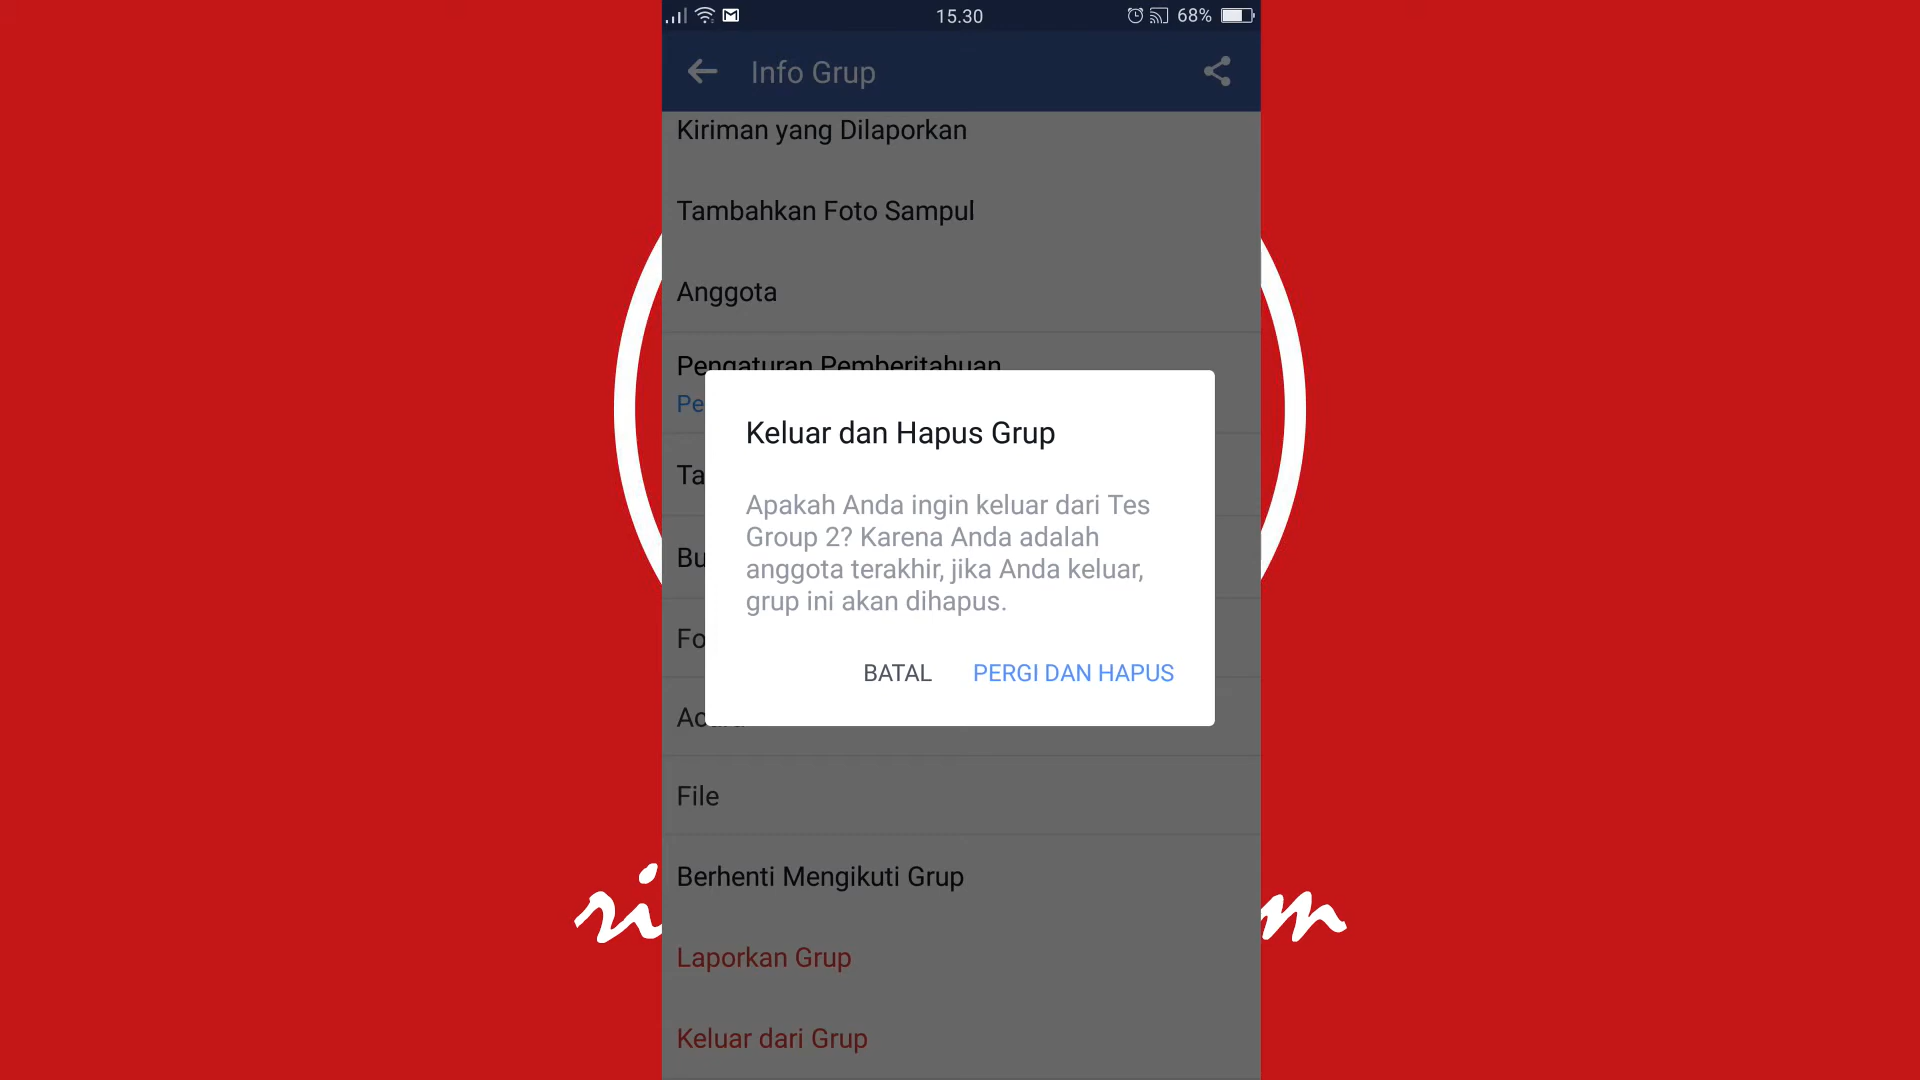 15.30
68%
Info Grup
Kiriman yang Dilaporkan
Tambahkan Foto Sampul
Anggota
Pengaturan Pemberitahuan
Keluar dan Hapus Grup
Apakah Anda ingin keluar dari Tes
Group 2? Karena Anda adalah
anggota terakhir, jika Anda keluar,
grup ini akan dihapus.
BATAL
PERGI DAN HAPUS
File
Berhenti Mengikuti Grup
Laporkan Grup
Keluar dari Grup